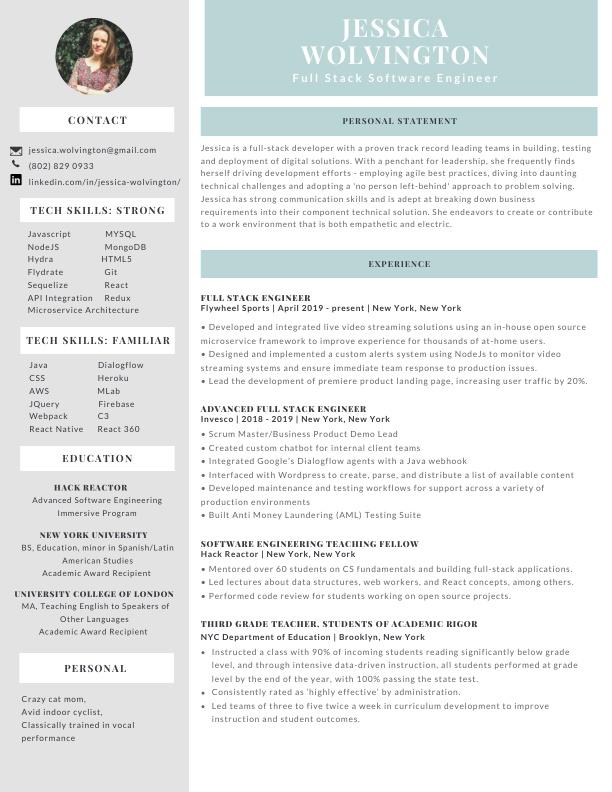 JESSICA
WOLVINGTON
Full Stack Software Engineer
CONTACT
jessica.wolvington@gmail.com
(802) 829 0933
linkedin.com/in/jessica-wolvington/
TECH SKILLS: STRONG
Javascript MYSQL
NodeJS MongoDB
Hydra HTML5
Flydrate Git
Sequelize React
API Integration Redux
Microservice Architecture
TECH SKILLS: FAMILIAR
Java Dialogflow
CSS Heroku
AWS MLab
JQuery Firebase
Webpack C3
React Native React 360
EDUCATION
HACK REACTOR
Advanced Software Engineering
Immersive Program
NEW YORK UNIVERSITY
BS, Education, minor in Spanish/Latin
American Studies
Academic Award Recipient
UNIVERSITY COLLEGE OF LONDON
MA, Teaching English to Speakers of
Other Languages
Academic Award Recipient
PERSONAL
Crazy cat mom,
Avid indoor cyclist,
Classically trained in vocal
performance
PERSONAL STATEMENT
Jessica is a full-stack developer with a proven track record leading teams in building, testing
and deployment of digital solutions. With a penchant for leadership, she frequently finds
herself driving development efforts - employing agile best practices, diving into daunting
technical challenges and adopting a 'no person left-behind' approach to problem solving.
Jessica has strong communication skills and is adept at breaking down business
requirements into their component technical solution. She endeavors to create or contribute
to a work environment that is both empathetic and electric.
EXPERIENCE
FULL STACK ENGINEER
Flywheel Sports | April 2019 - present | New York, New York
• Developed and integrated live video streaming solutions using an in-house open source
microservice framework to improve experience for thousands of at-home users.
• Designed and implemented a custom alerts system using NodeJs to monitor video
streaming systems and ensure immediate team response to production issues.
• Lead the development of premiere product landing page, increasing user traffic by 20%.
ADVANCED FULL STACK ENGINEER
Invesco | 2018 - 2019 | New York, New York
• Scrum Master/Business Product Demo Lead
• Created custom chatbot for internal client teams
• Integrated Google's Dialogflow agents with a Java webhook
• Interfaced with Wordpress to create, parse, and distribute a list of available content
• Developed maintenance and testing workflows for support across a variety of
production environments
• Built Anti Money Laundering (AML) Testing Suite
SOFTWARE ENGINEERING TEACHING FELLOW
Hack Reactor | New York, New York
• Mentored over 60 students on CS fundamentals and building full-stack applications.
• Led lectures about data structures, web workers, and React concepts, among others.
• Performed code review for students working on open source projects.
THIRD GRADE TEACHER, STUDENTS OF ACADEMIC RIGOR
NYC Department of Education | Brooklyn, New York
• Instructed a class with 90% of incoming students reading significantly below grade
level, and through intensive data-driven instruction, all students performed at grade
level by the end of the year, with 100% passing the state test.
• Consistently rated as 'highly effective' by administration.
• Led teams of three to five twice a week in curriculum development to improve
instruction and student outcomes.